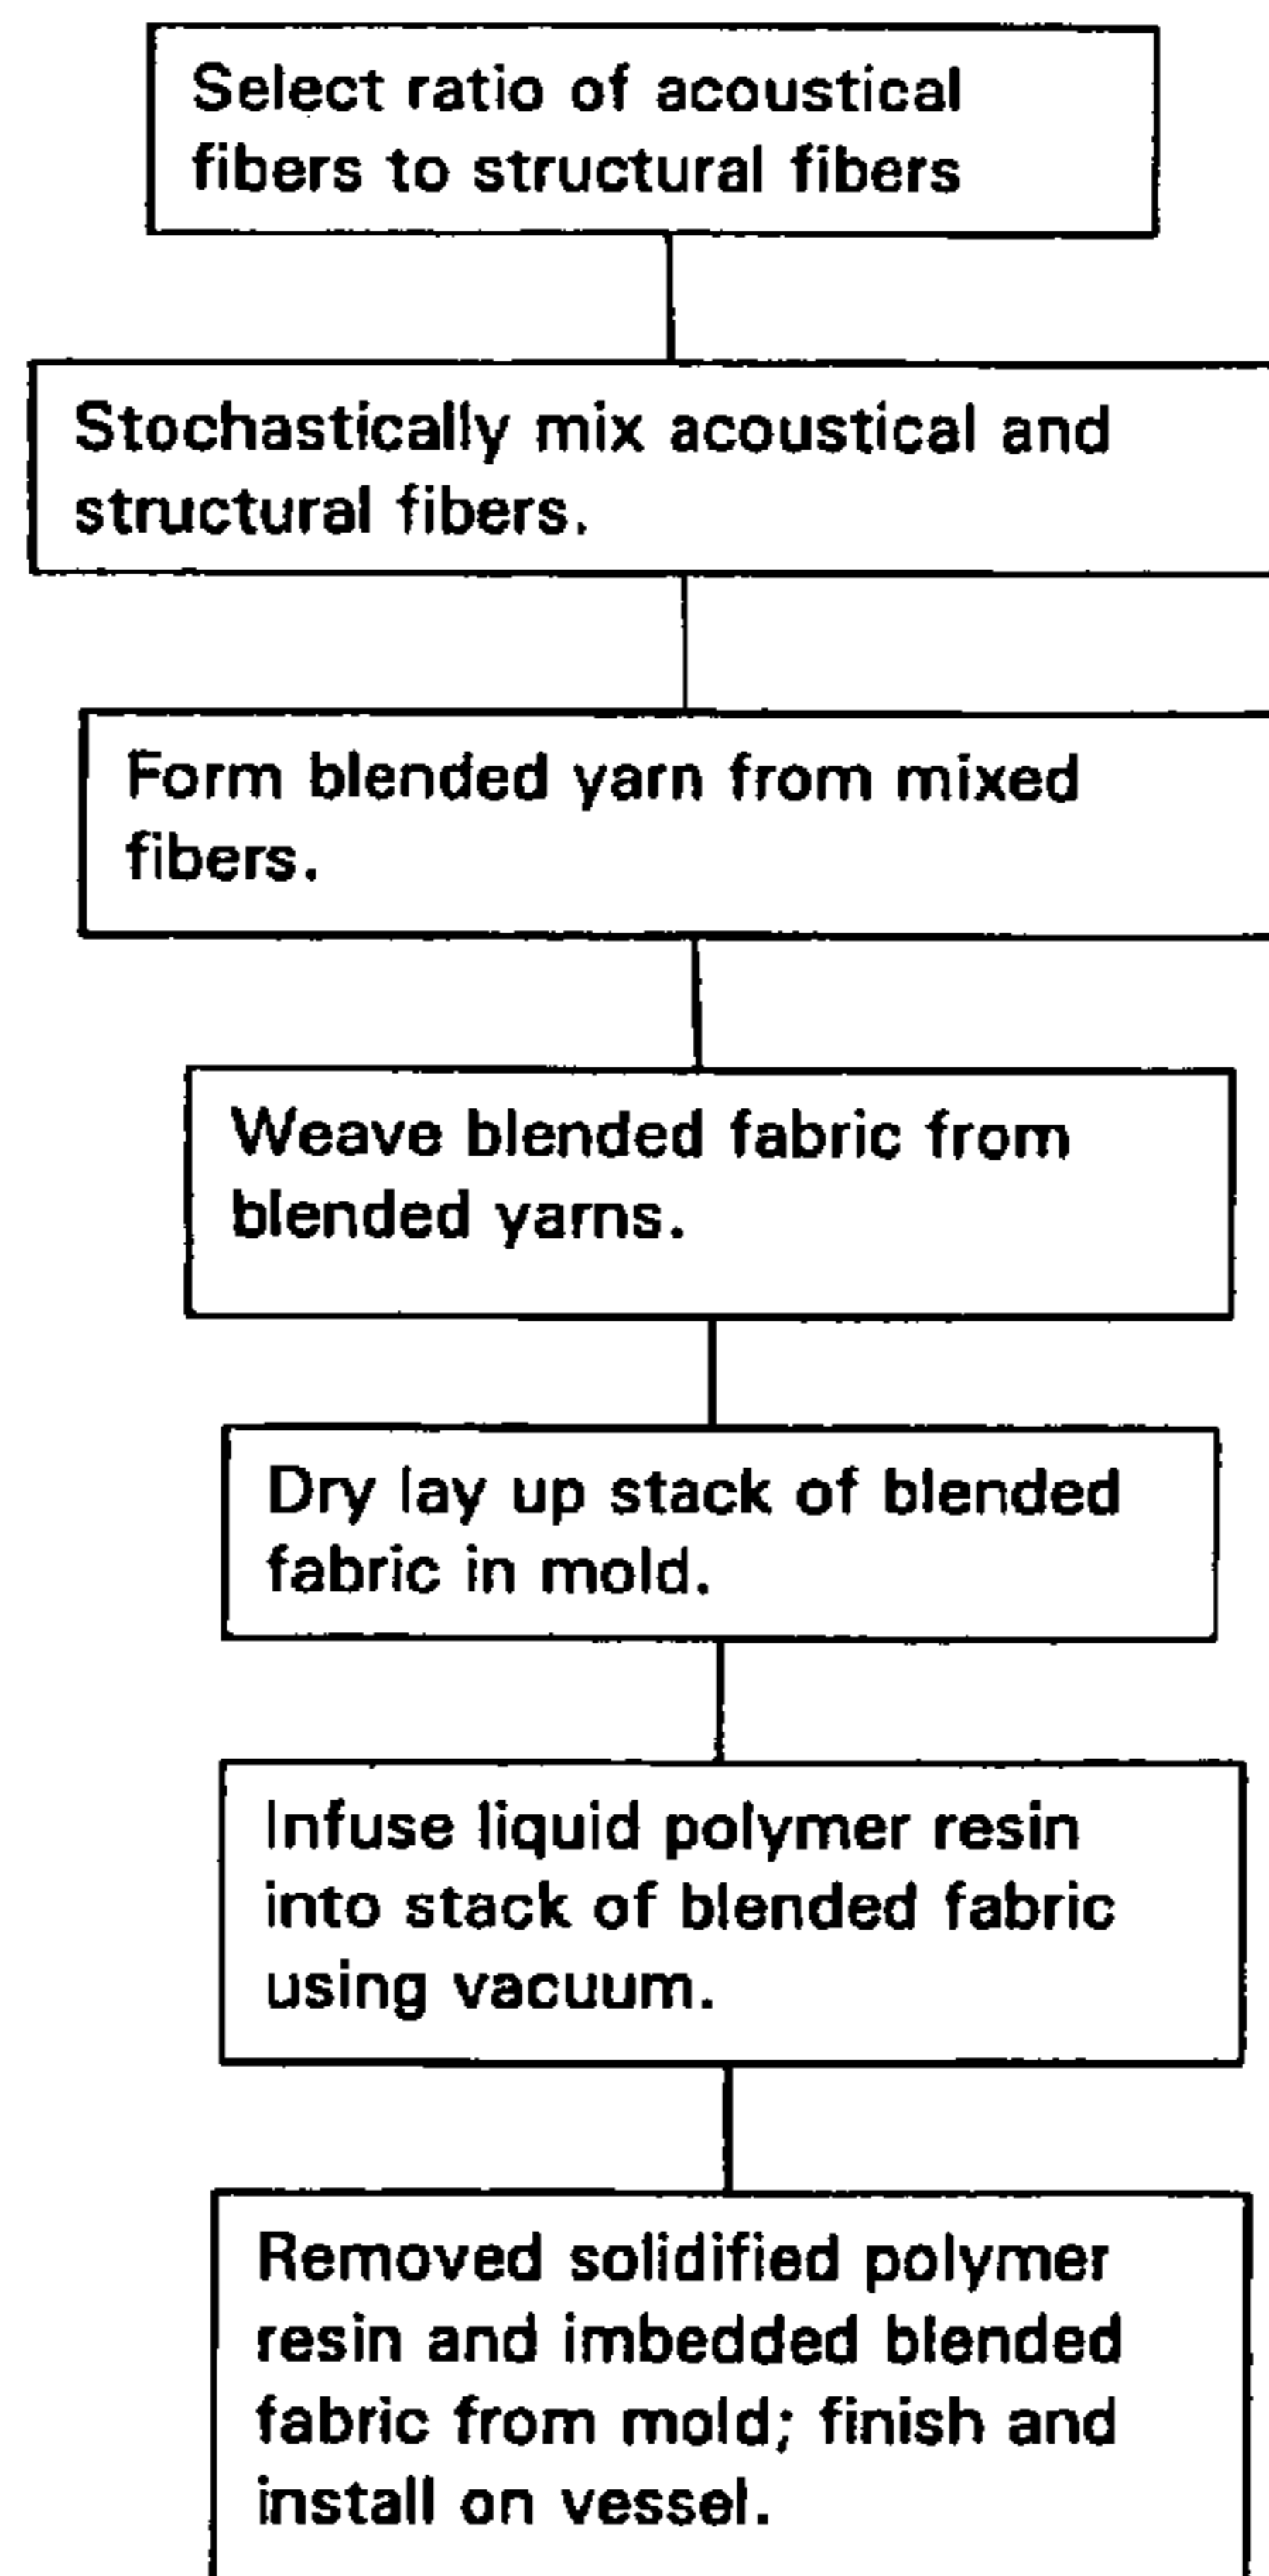 Select ratio of acoustical
fibers to structural fibers
Stochastically mix acoustical and
structural fibers.
Form blended yarn from mixed
fibers.
Weave blended fabric from
blended yarns.
Dry lay up stack of blended
fabric in mold.
Infuse liquid polymer resin
into stack of blended fabric
using vacuum.
Removed solidified polymer
resin and imbedded blended
fabric from mold; finish and
install on vessel.